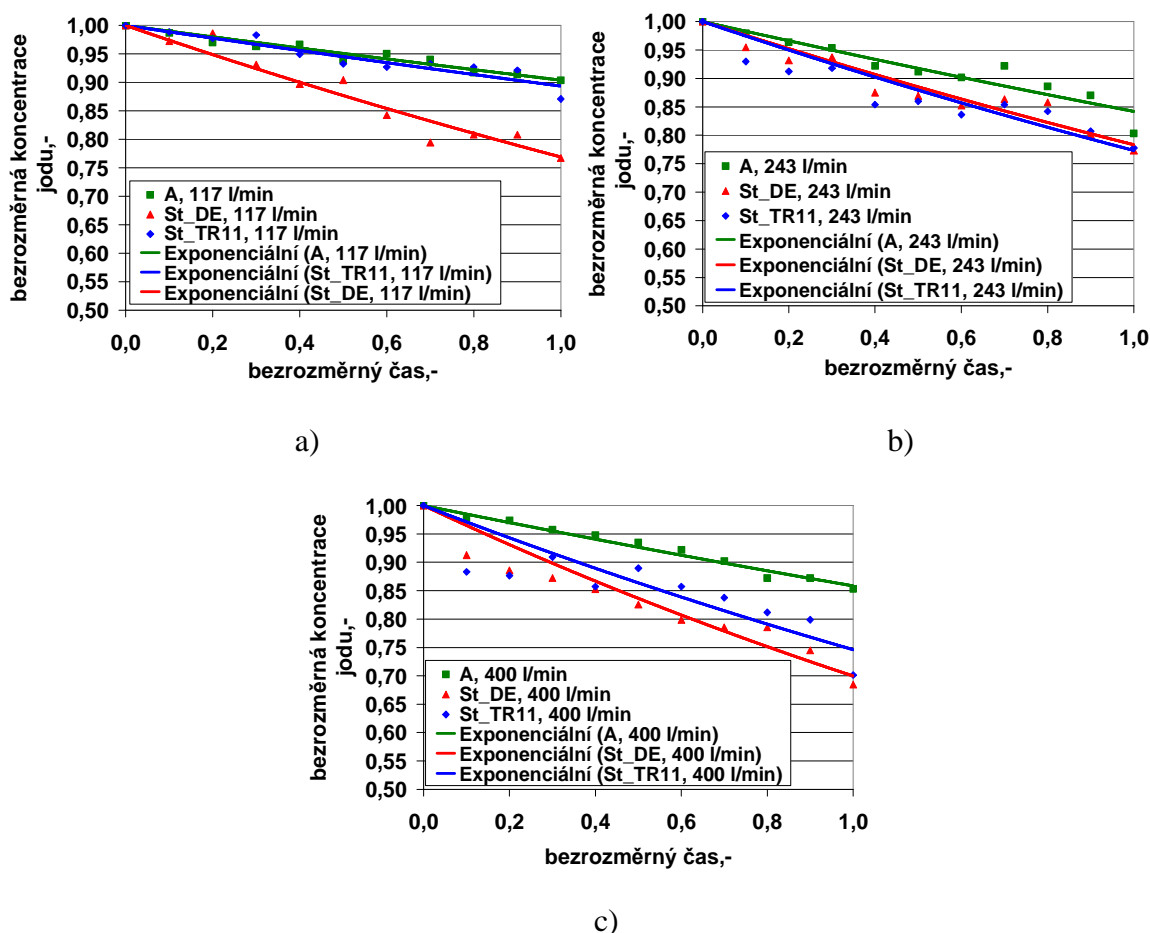 1,00
0,95
0,90
0,85
0,80
0,75
0,70
0,65
0,60
0,55
0,50
bezrozměrná koncentrace
jodu,-
A, 117 l/min
St_DE, 117 l/min
St_TR11, 117 l/min
Exponenciální (A, 117 l/min)
Exponenciální (St_TR11, 117 l/min)
Exponenciální (St_DE, 117 l/min)
0,0 0,2 0,4 0,6 0,8 1,0
bezrozměrný čas,-
a)
1,00
0,95
0,90
0,85
0,80
0,75
0,70
0,65
0,60
0,55
0,50
bezrozměrná koncentrace
jodu,-
A, 243 l/min
St_DE, 243 l/min
St_TR11, 243 l/min
Exponenciální (A, 243 l/min)
Exponenciální (St_DE, 243 l/min)
Exponenciální (St_TR11, 243 l/min)
0,0 0,2 0,4 0,6 0,8 1,0
bezrozměrný čas,-
b)
1,00
0,95
0,90
0,85
0,80
0,75
0,70
0,65
0,60
0,55
0,50
bezrozměrná koncentrace
jodu,-
A, 400 l/min
St_DE, 400 l/min
St_TR11, 400 l/min
Exponenciální (A, 400 l/min)
Exponenciální (St_DE, 400 l/min)
Exponenciální (St_TR11, 400 l/min)
0,0 0,2 0,4 0,6 0,8 1,0
bezrozměrný čas,-
c)